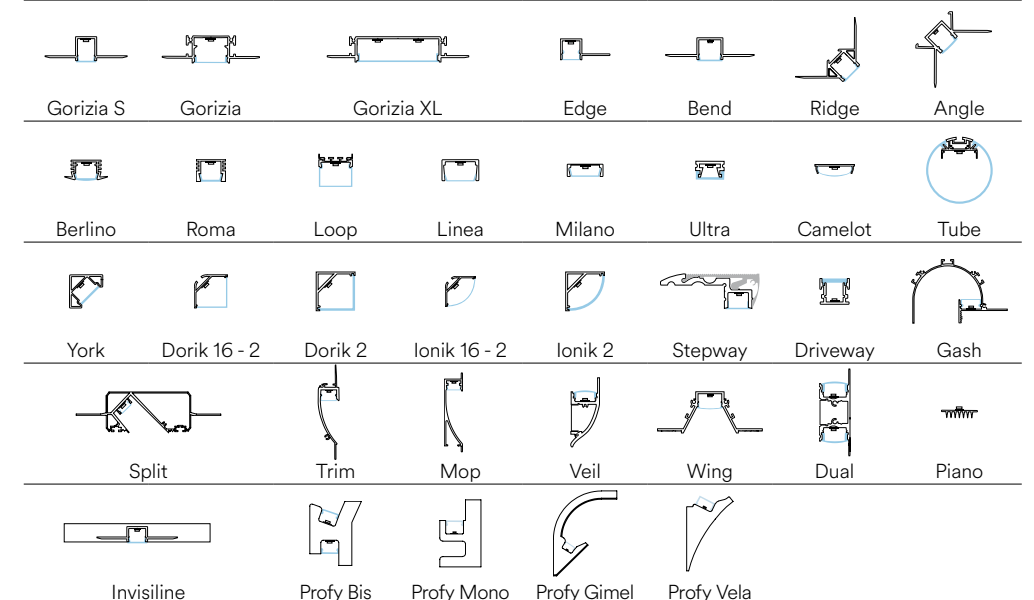 Gorizia S Gorizia Gorizia XL Edge Bend Ridge Angle
Berlino Roma Loop Linea Milano Ultra Camelot Tube
York Dorik 16 - 2 Dorik 2 Ionik 16 - 2 Ionik 2 Stepway Driveway Gash
Split Trim Mop Veil Wing Dual Piano
Invisiline Profy Bis Profy Mono Profy Gimel Profy Vela